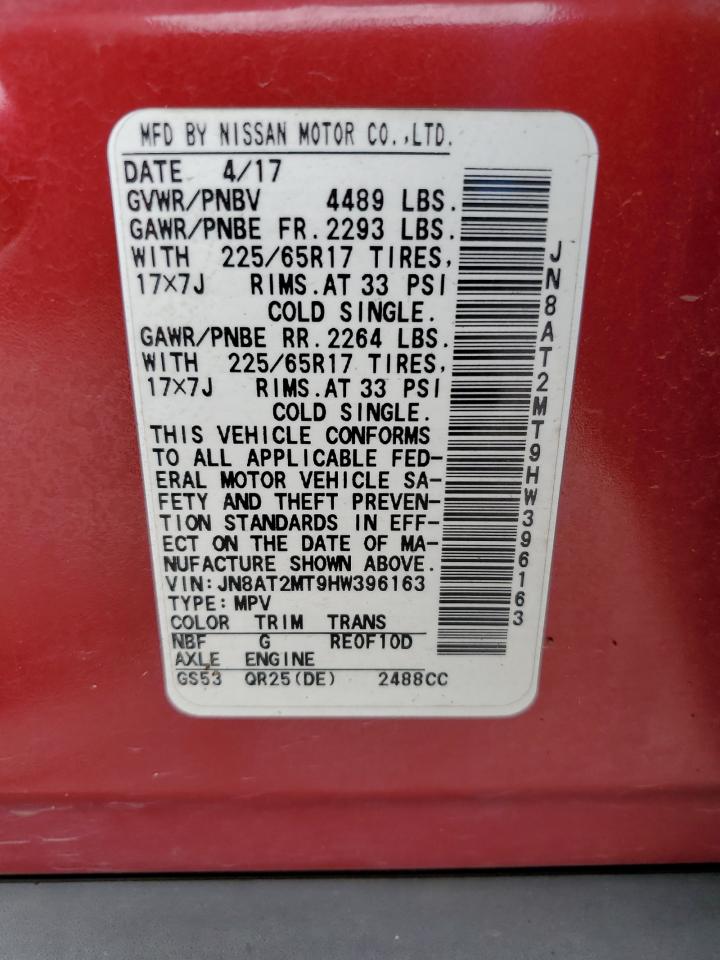 MFD BY NISSAN MOTOR CO.,LTD.
DATE 4/17
GVWR/PNBV 4489 LBS.
GAWR/PNBE FR. 2293 LBS.
WITH 225/65R17 TIRES,
17×7J RIMS.AT 33 PSI
COLD SINGLE.
GAWR/PNBE RR. 2264 LBS.
WITH 225/65R17 TIRES,
17×7J RIMS.AT 33 PSI
COLD SINGLE.
THIS VEHICLE CONFORMS
TO ALL APPLICABLE FED-
ERAL MOTOR VEHICLE SA-
FETY AND THEFT PREVEN-
TION STANDARDS IN EFF-
ECT ON THE DATE OF MA-
NUFACTURE SHOWN ABOVE.
VIN:JN8AT2MT9HW396163
TYPE:MPV
COLOR TRIM TRANS
NBF G RE0F10D
AXLE ENGINE
GS53 QR25(DE) 2488CC
JN8AT2MT9HW396163